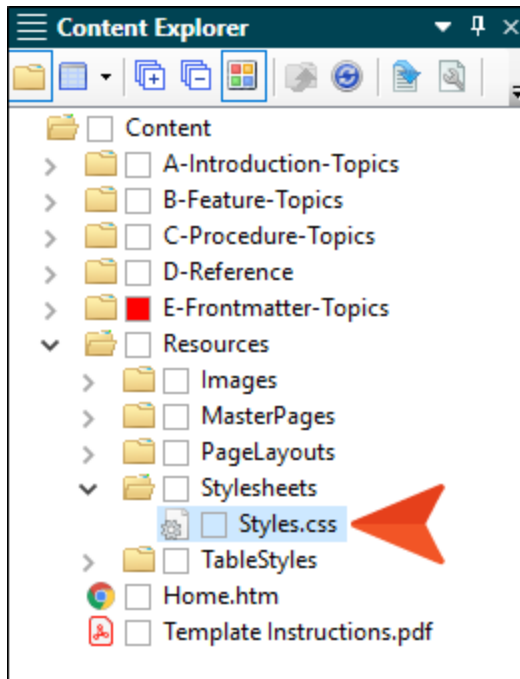 Content Explorer
Content
A-Introduction-Topics
B-Feature-Topics
C-Procedure-Topics
D-Reference
E-Frontmatter-Topics
Resources
Images
MasterPages
PageLayouts
Stylesheets
Styles.css
TableStyles
Home.htm
Template Instructions.pdf